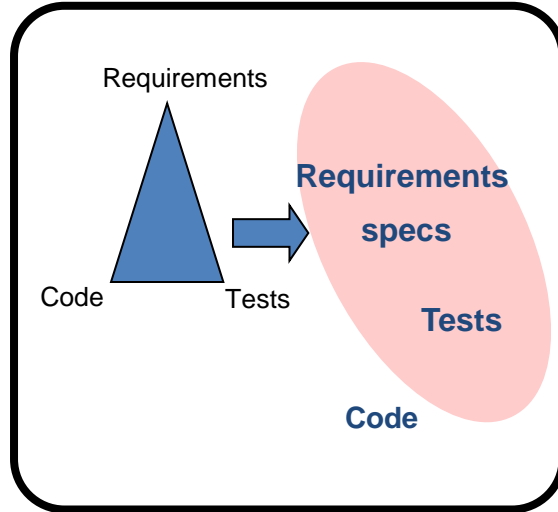 Requirements
Code
Tests
Requirements
specs
Tests
Code